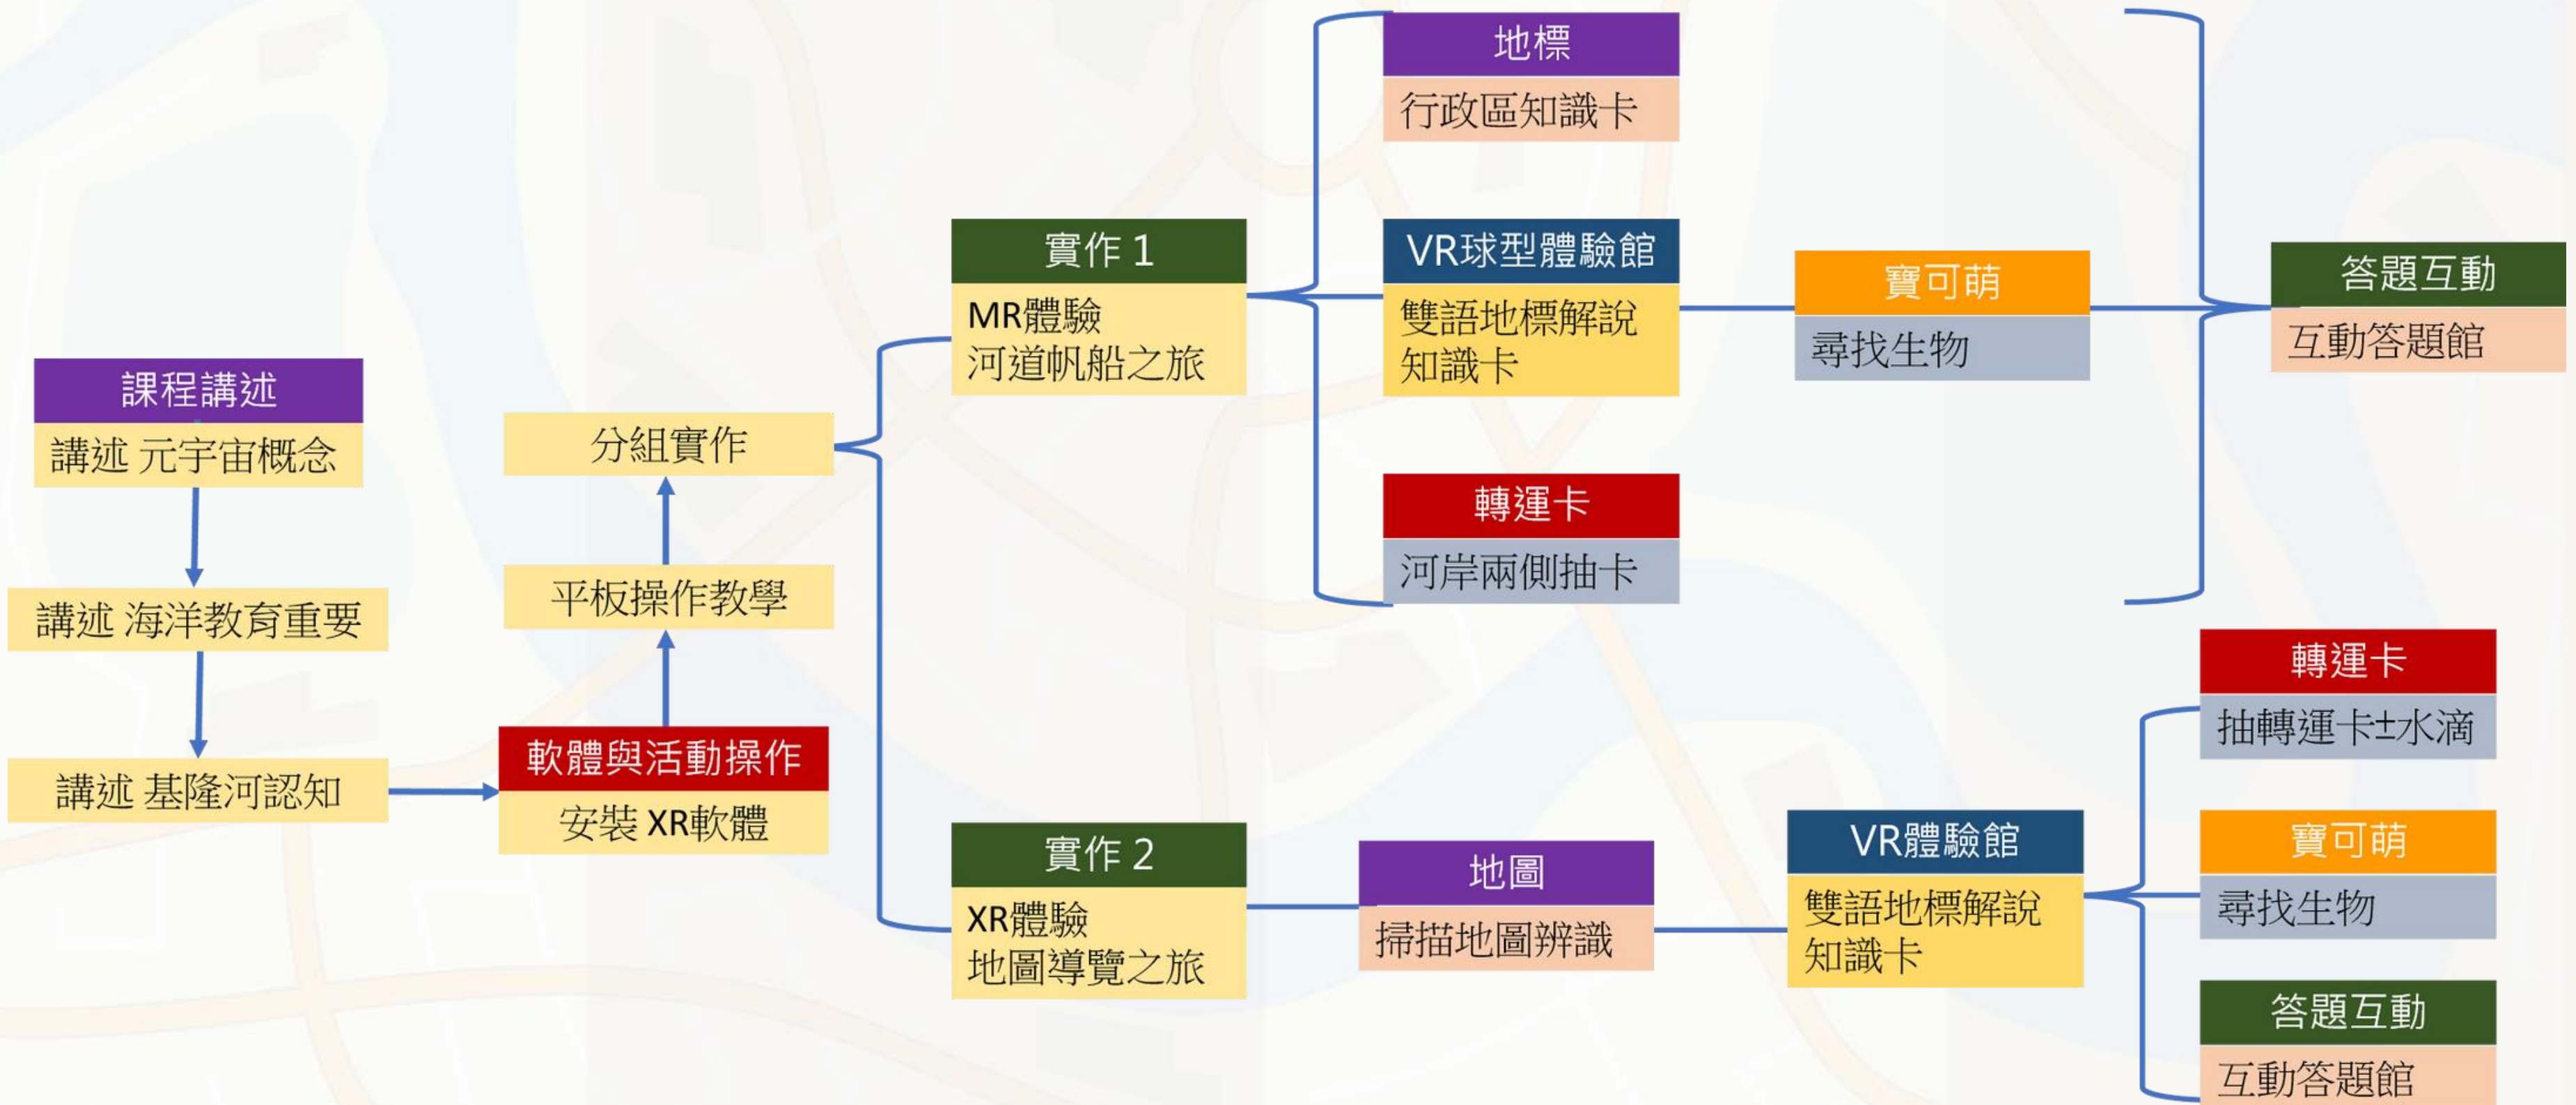 課程講述
講述 元宇宙概念
講述 海洋教育重要
講述 基隆河認知
軟體與活動操作
安裝 XR軟體
平板操作教學
分組實作
實作 1
MR體驗
河道帆船之旅
地標
行政區知識卡
VR球型體驗館
雙語地標解說
知識卡
轉運卡
河岸兩側抽卡
寶可萌
尋找生物
答題互動
互動答題館
實作 2
XR體驗
地圖導覽之旅
地圖
掃描地圖辨識
VR體驗館
雙語地標解說
知識卡
轉運卡
抽轉運卡±水滴
寶可萌
尋找生物
答題互動
互動答題館